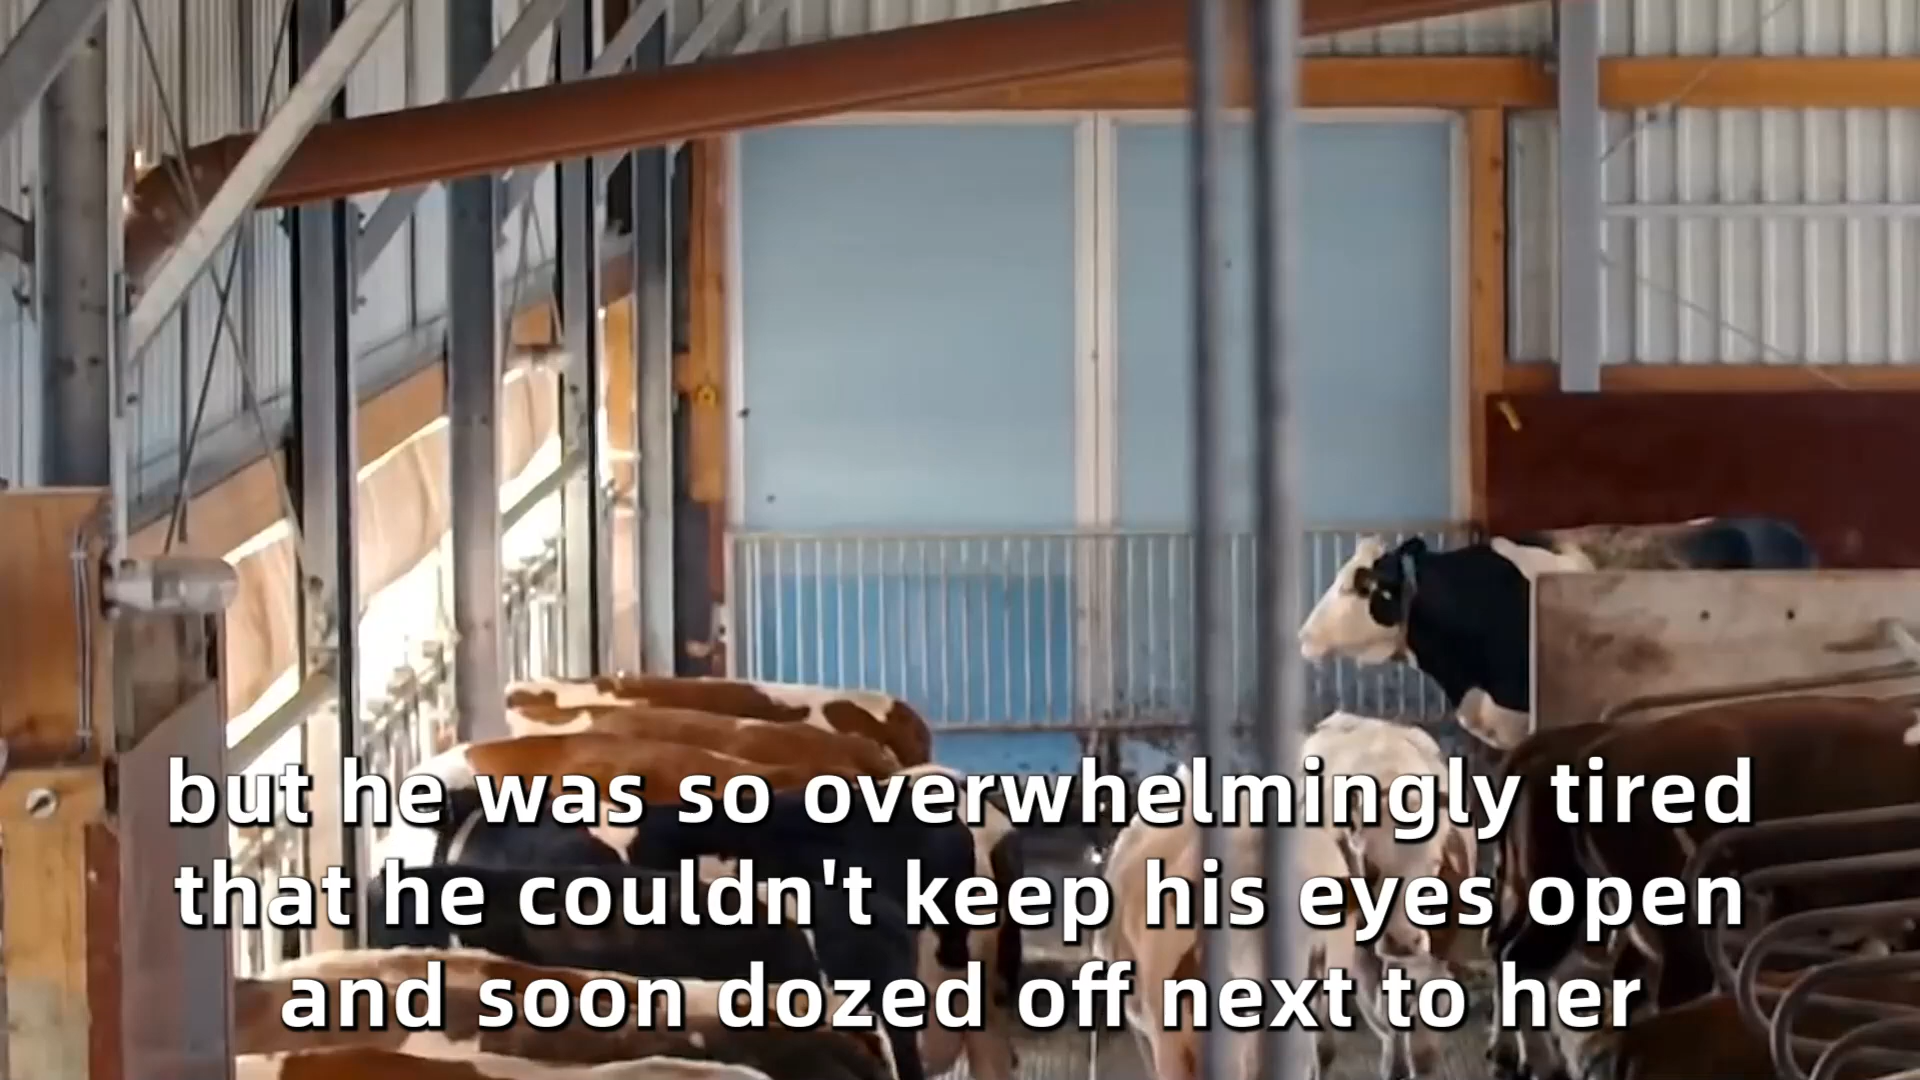 but he was so overwhelmingly tired
that he couldn't keep his eyes open
and soon dozed off next to her